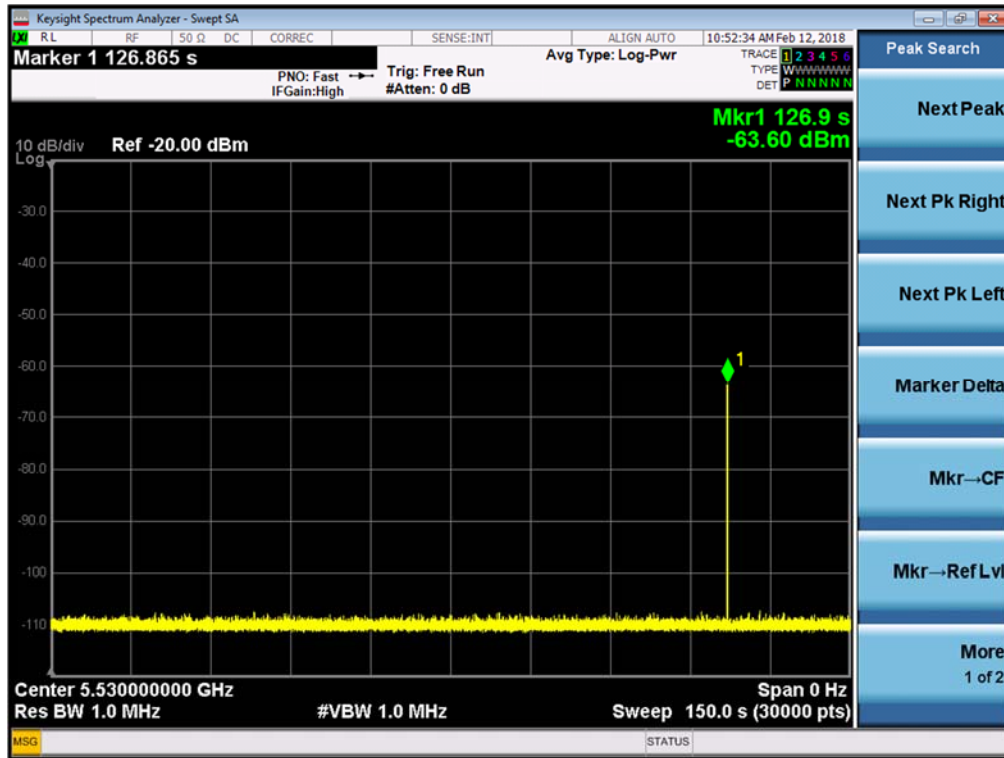 Keysight Spectrum Analyzer - Swept SA
LXI RL RF 50 Ω DC CORREC SENSE:INT ALIGN AUTO 10:52:34 AM Feb 12, 2018
Marker 1 126.865 s
PNO: Fast
IFGain:High
Trig: Free Run
#Atten: 0 dB
Avg Type: Log-Pwr
TRACE 1 2 3 4 5 6
TYPE WWWWWW
DET P N N N N N
Mkr1 126.9 s
-63.60 dBm
10 dB/div Ref -20.00 dBm
Log
-30.0
-40.0
-50.0
-60.0
-70.0
-80.0
-90.0
-100
-110
1
Center 5.530000000 GHz
Span 0 Hz
Res BW 1.0 MHz
#VBW 1.0 MHz
Sweep 150.0 s (30000 pts)
MSG
STATUS
Peak Search
Next Peak
Next Pk Right
Next Pk Left
Marker Delta
Mkr→CF
Mkr→Ref Lvl
More
1 of 2